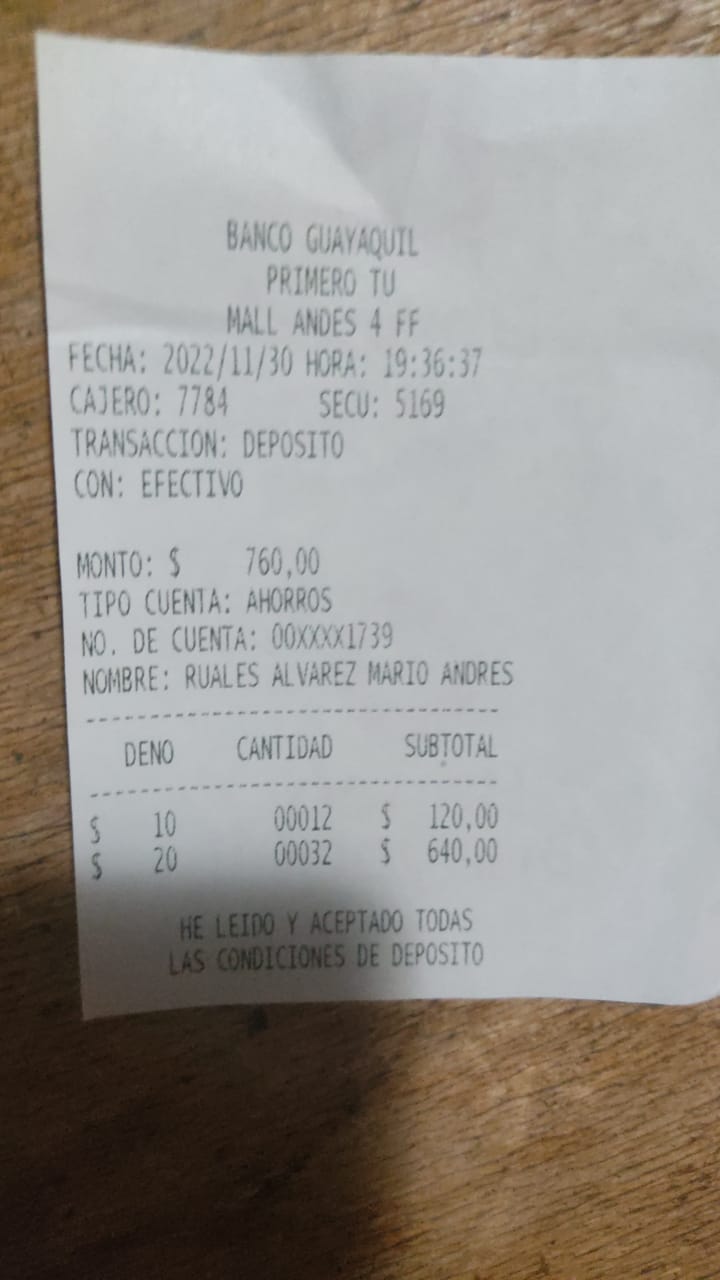 BANCO GUAYAQUIL
PRIMERO TU
MALL ANDES 4 FF
FECHA: 2022/11/30 HORA: 19:36:37
CAJERO: 7784 SECU: 5169
TRANSACCION: DEPOSITO
CON: EFECTIVO
MONTO: $ 760,00
TIPO CUENTA: AHORROS
NO. DE CUENTA: 00XXXX1739
NOMBRE: RUALES ALVAREZ MARIO ANDRES
DENO CANTIDAD SUBTOTAL
$ 10 00012 $ 120,00
$ 20 00032 $ 640,00
HE LEIDO Y ACEPTADO TODAS
LAS CONDICIONES DE DEPOSITO